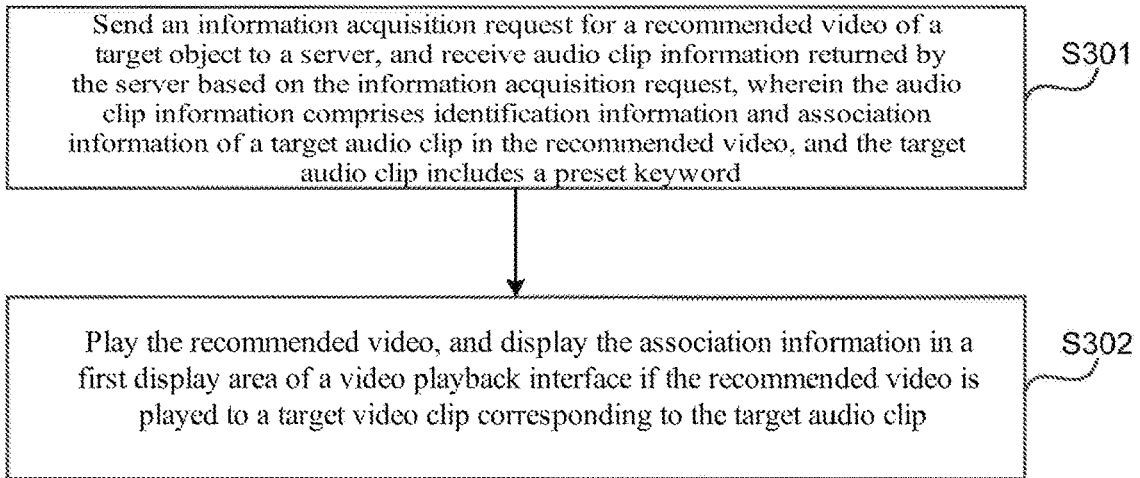 Send an information acquisition request for a recommended video of a
target object to a server, and receive audio clip information returned by
the server based on the information acquisition request, wherein the audio
clip information comprises identification information and association
information of a target audio clip in the recommended video, and the target
audio clip includes a preset keyword
S301
Play the recommended video, and display the association information in a
first display area of a video playback interface if the recommended video is
played to a target video clip corresponding to the target audio clip
S302